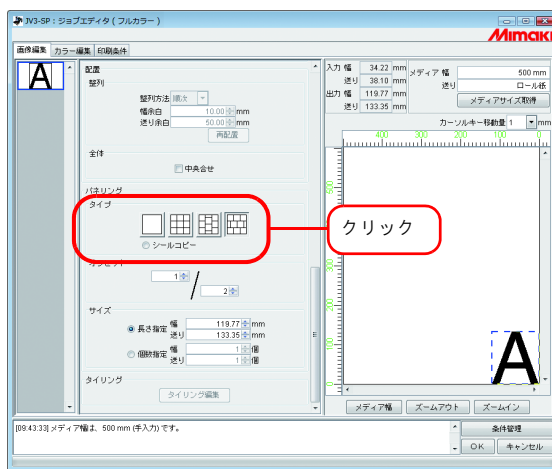 JV3-SP：ジョブエディタ（フルカラー）
Mimaki
画像編集 カラー編集 印刷条件
A
配置
整列
整列方法 順次
幅余白 10.00 mm
送り余白 50.00 mm
再配置
全体
中央合せ
パネリング
タイプ
シールコピー
クリック
1 / 2
サイズ
長さ指定 幅 119.77 mm
送り 133.35 mm
個数指定 幅 1 個
送り 1 個
タイリング
タイリング編集
入力 幅 34.22 mm
送り 38.10 mm
出力 幅 119.77 mm
送り 133.35 mm
メディア 幅 500 mm
送り ロール紙
メディアサイズ取得
カーソルキー移動量 1 mm
400 300 200 100 0
500
300
200
100
0
A
メディア幅 ズームアウト ズームイン
[09:43:33] メディア幅は、500 mm (手入力) です。
条件管理
OK キャンセル